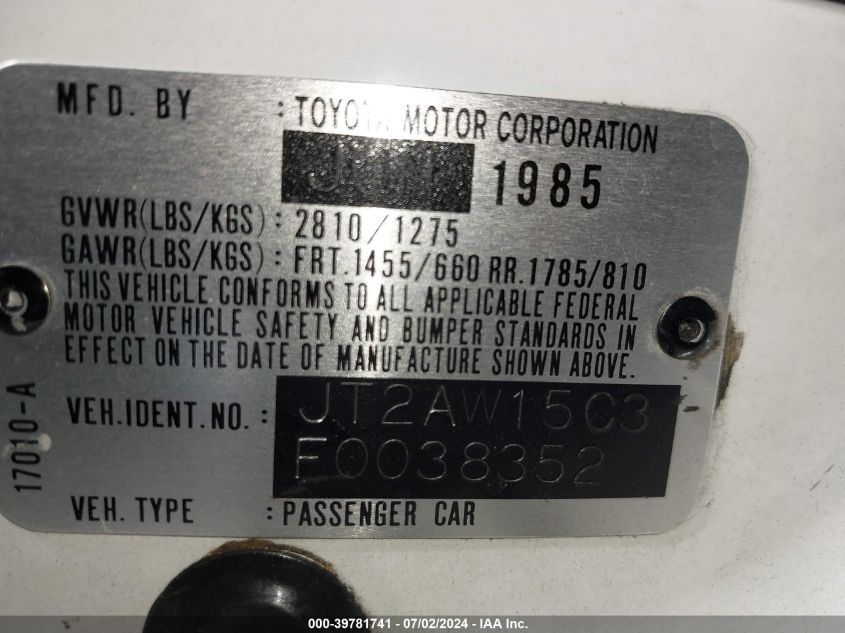 MFD. BY : TOYOTA MOTOR CORPORATION
1985
GVWR(LBS/KGS) : 2810/1275
GAWR(LBS/KGS) : FRT.1455/660 RR.1785/810
THIS VEHICLE CONFORMS TO ALL APPLICABLE FEDERAL
MOTOR VEHICLE SAFETY AND BUMPER STANDARDS IN
EFFECT ON THE DATE OF MANUFACTURE SHOWN ABOVE.
VEH.IDENT.NO. : JT2AW15C3
F0038352
VEH. TYPE : PASSENGER CAR
17010-A
000-39781741 - 07/02/2024 - IAA Inc.